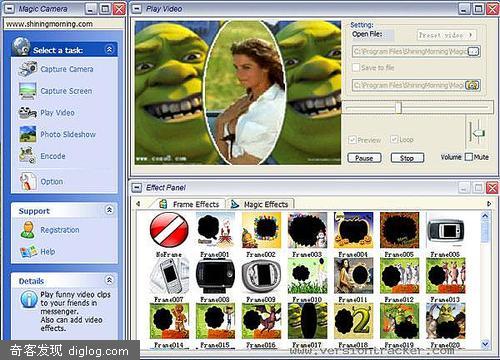 Magic Camera
www.shiningmorning.com
Select a task:
Capture Camera
Capture Screen
Play Video
Photo Slideshow
Encode
Option
Support
Registration
Help
Details
Play funny video clips
to your friends in
messenger.
Also can add video
effects.
Play Video
Setting:
Open File:
Preset video
C:\Program Files\ShiningMorning\Magic
Save to file
C:\Program Files\ShiningMorning\Magic
Preview
Loop
Pause
Stop
Volume
Mute
Effect Panel
Frame Effects
Magic Effects
NoFrame
Frame001
Frame002
Frame003
Frame004
Frame005
Frame006
Frame007
Frame008
Frame009
Frame010
Frame011
Frame012
Frame013
Frame014
Frame015
Frame016
Frame017
Frame018
Frame019
Frame020
奇客发现 diglog.com
www.versiontracker.com